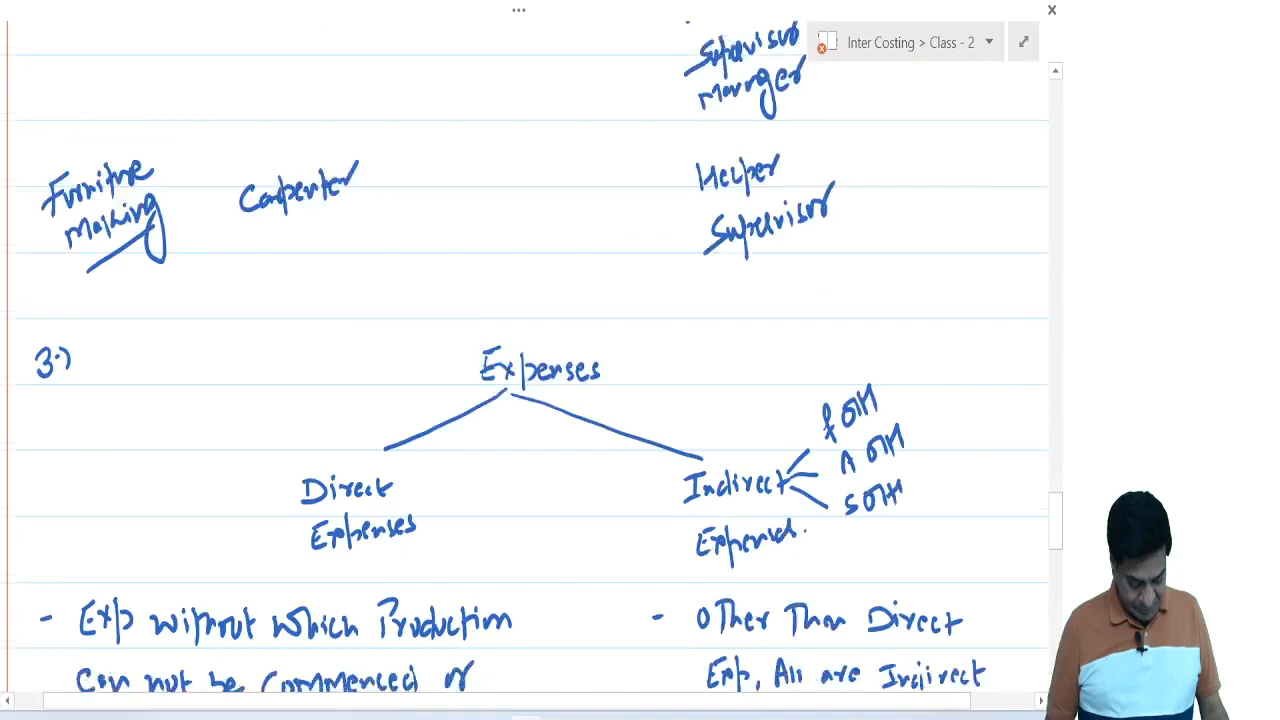 Supervisor
Inter Costing > Class - 2
Manager
Furniture
Making
Carpenter
Helper
Supervisor
3.)
Expenses
F OH
A OH
S OH
Direct
Expenses
Indirect
Expenses
- Exp without which Production
Can not be Commenced or
- Other Than Direct
Exp, All are Indirect